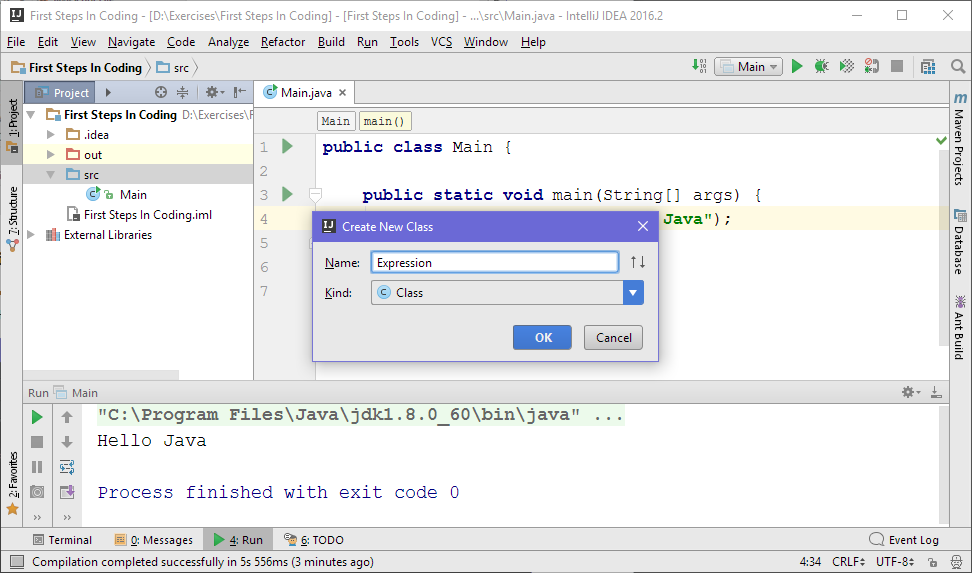 First Steps In Coding - [D:\Exercises\First Steps In Coding] - [First Steps In Coding] - ...\src\Main.java - IntelliJ IDEA 2016.2
File Edit View Navigate Code Analyze Refactor Build Run Tools VCS Window Help
First Steps In Coding src Main
Project
Main.java
1: Project
7: Structure
2: Favorites
First Steps In Coding D:\Exercises\F
.idea
out
src
Main
First Steps In Coding.iml
External Libraries
Main main()
1 public class Main {
2
3 public static void main(String[] args) {
4 Java");
5
6
7
Create New Class
Name: Expression
Kind: Class
OK Cancel
Maven Projects
Database
Ant Build
Run Main
"C:\Program Files\Java\jdk1.8.0_60\bin\java" ...
Hello Java
Process finished with exit code 0
Terminal 0: Messages 4: Run 6: TODO Event Log
Compilation completed successfully in 5s 556ms (3 minutes ago) 4:34 CRLF UTF-8